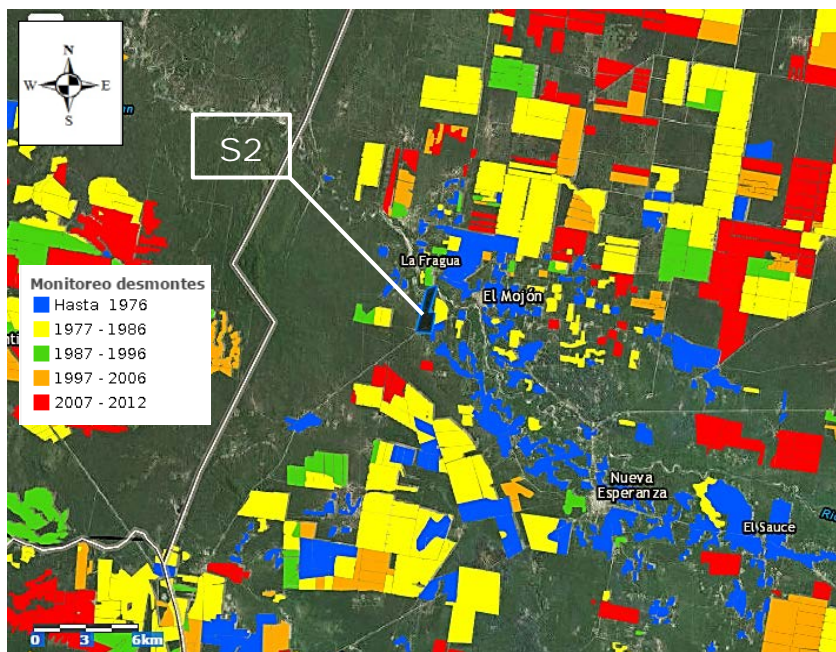 N
W E
S
S2
La Fragua
El Mojón
Monitoreo desmontes
Hasta 1976
1977 - 1986
1987 - 1996
1997 - 2006
2007 - 2012
Nueva
Esperanza
El Sauce
0 3 6km